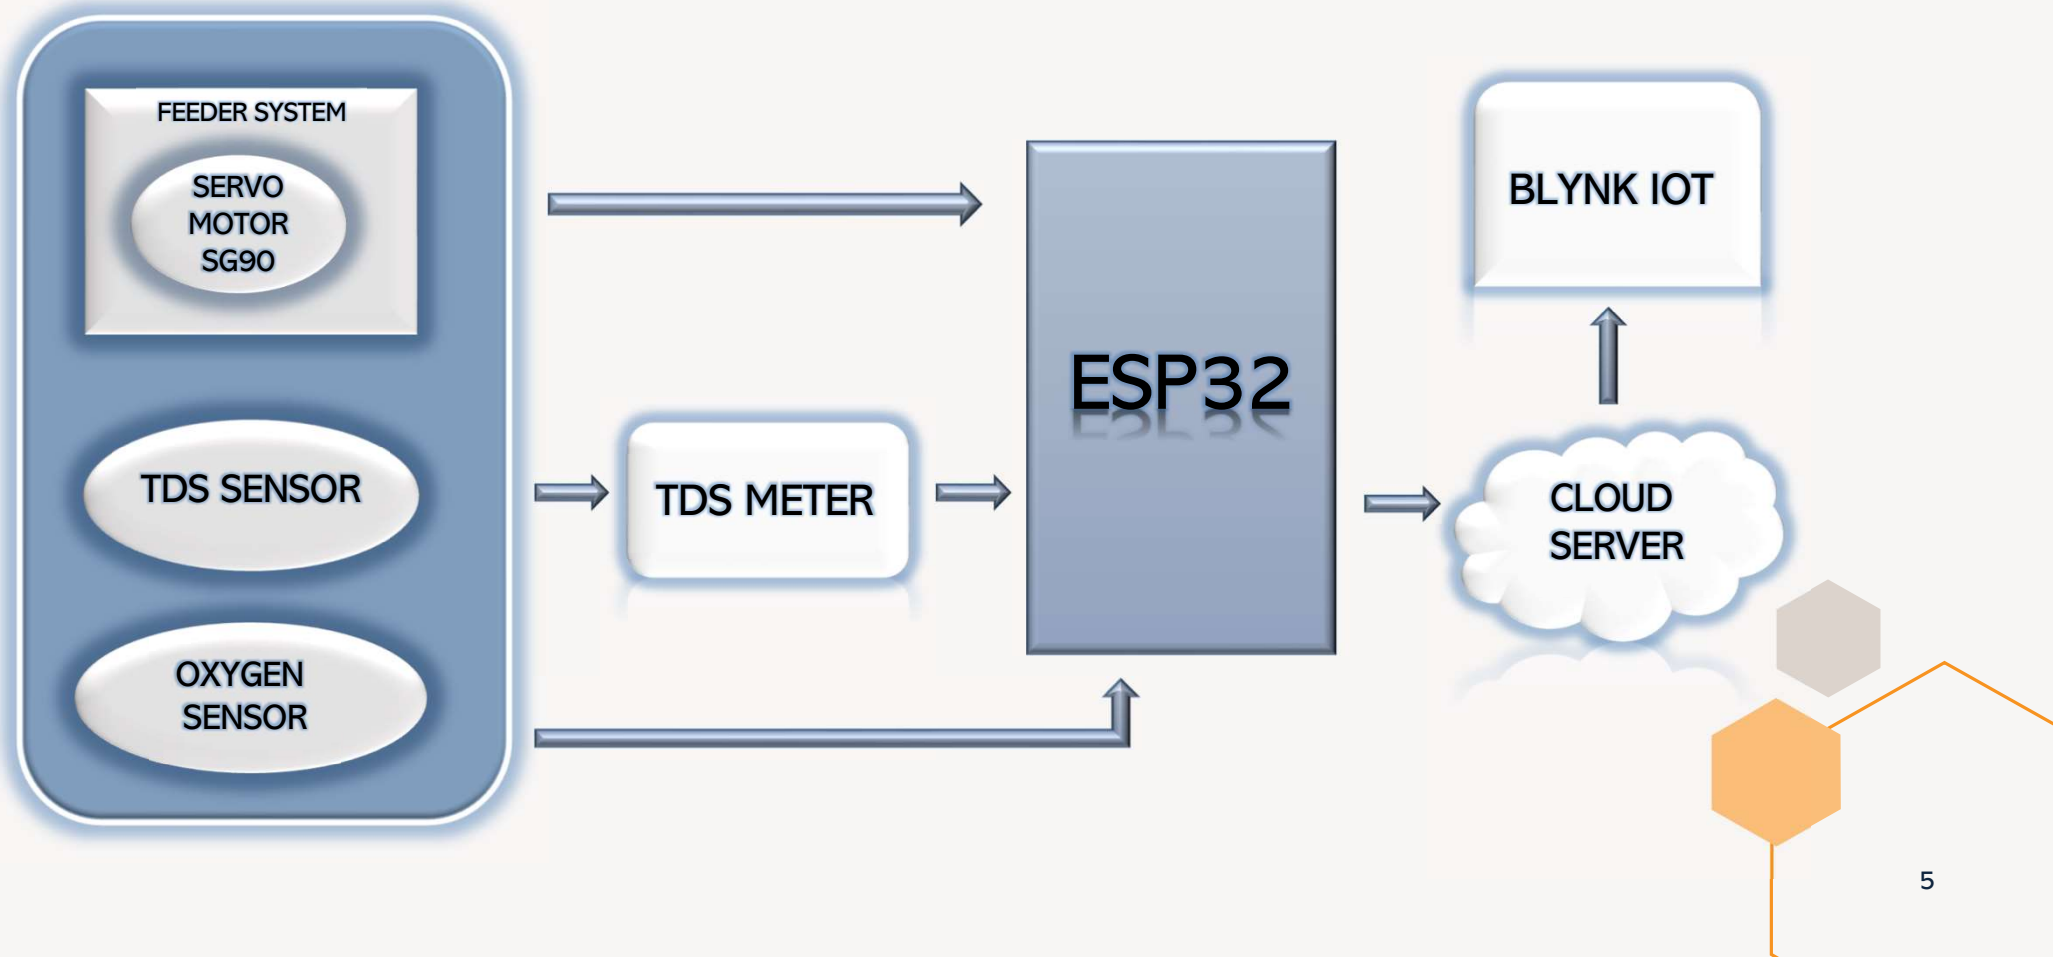 FEEDER SYSTEM
SERVO
MOTOR
SG90
TDS SENSOR
OXYGEN
SENSOR
TDS METER
ESP32
BLYNK IOT
CLOUD
SERVER
5